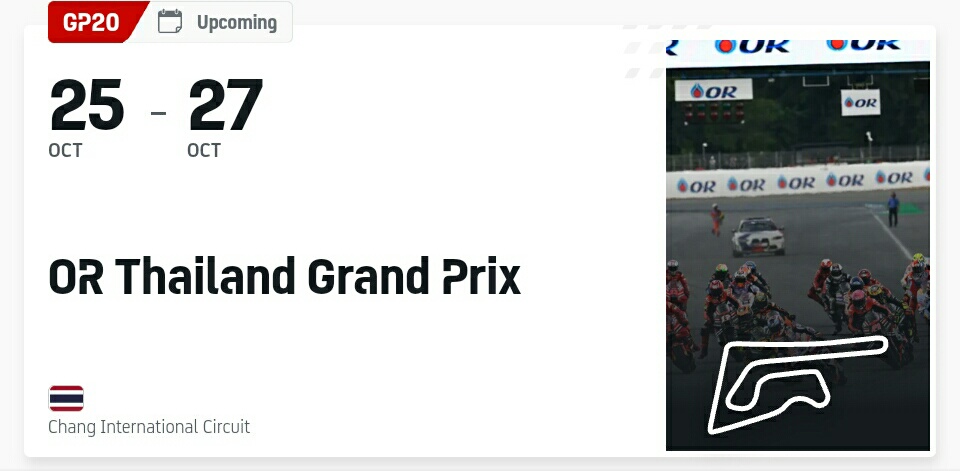 GP20
Upcoming
25 - 27
OCT OCT
OR Thailand Grand Prix
Chang International Circuit
OR OR
OR
OR
OR OR OR OR OR